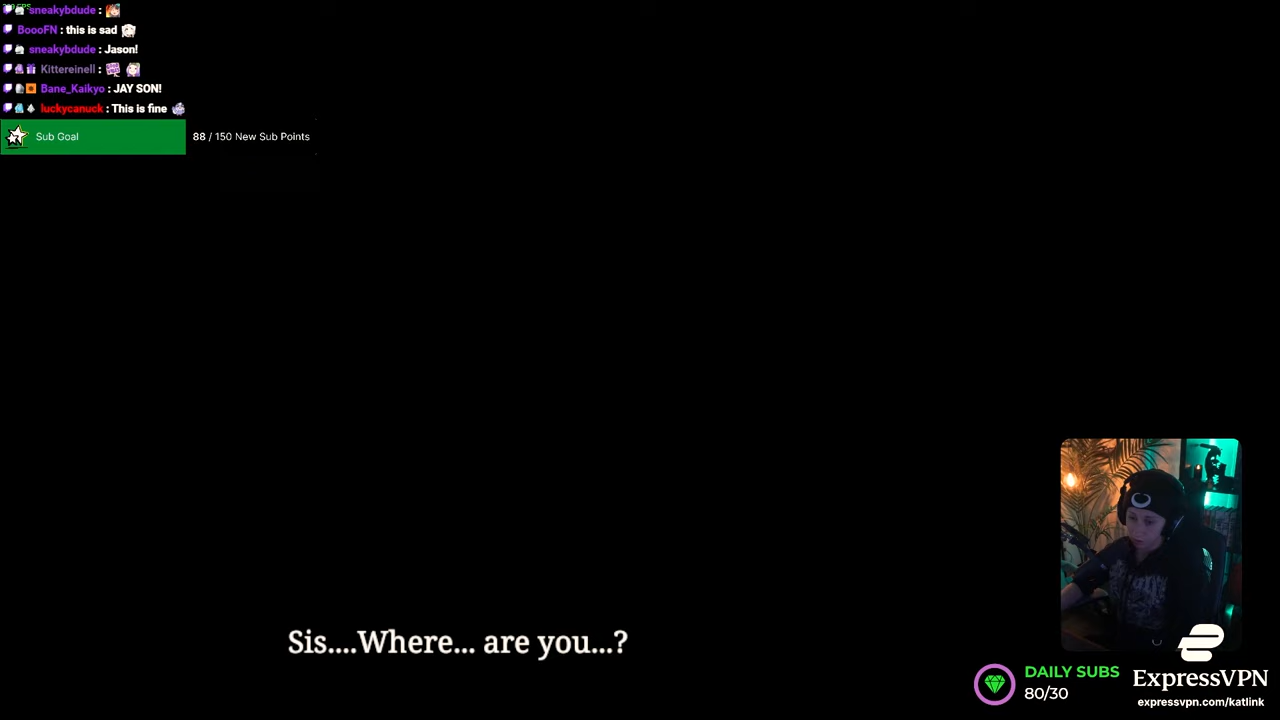 sneakybdude :
BoooFN : this is sad
sneakybdude : Jason!
Kittereinell :
Bane_Kaikyo : JAY SON!
luckycanuck : This is fine
Sub Goal
88 / 150 New Sub Points
Sis....Where... are you...?
DAILY SUBS
80/30
ExpressVPN
expressvpn.com/katlink